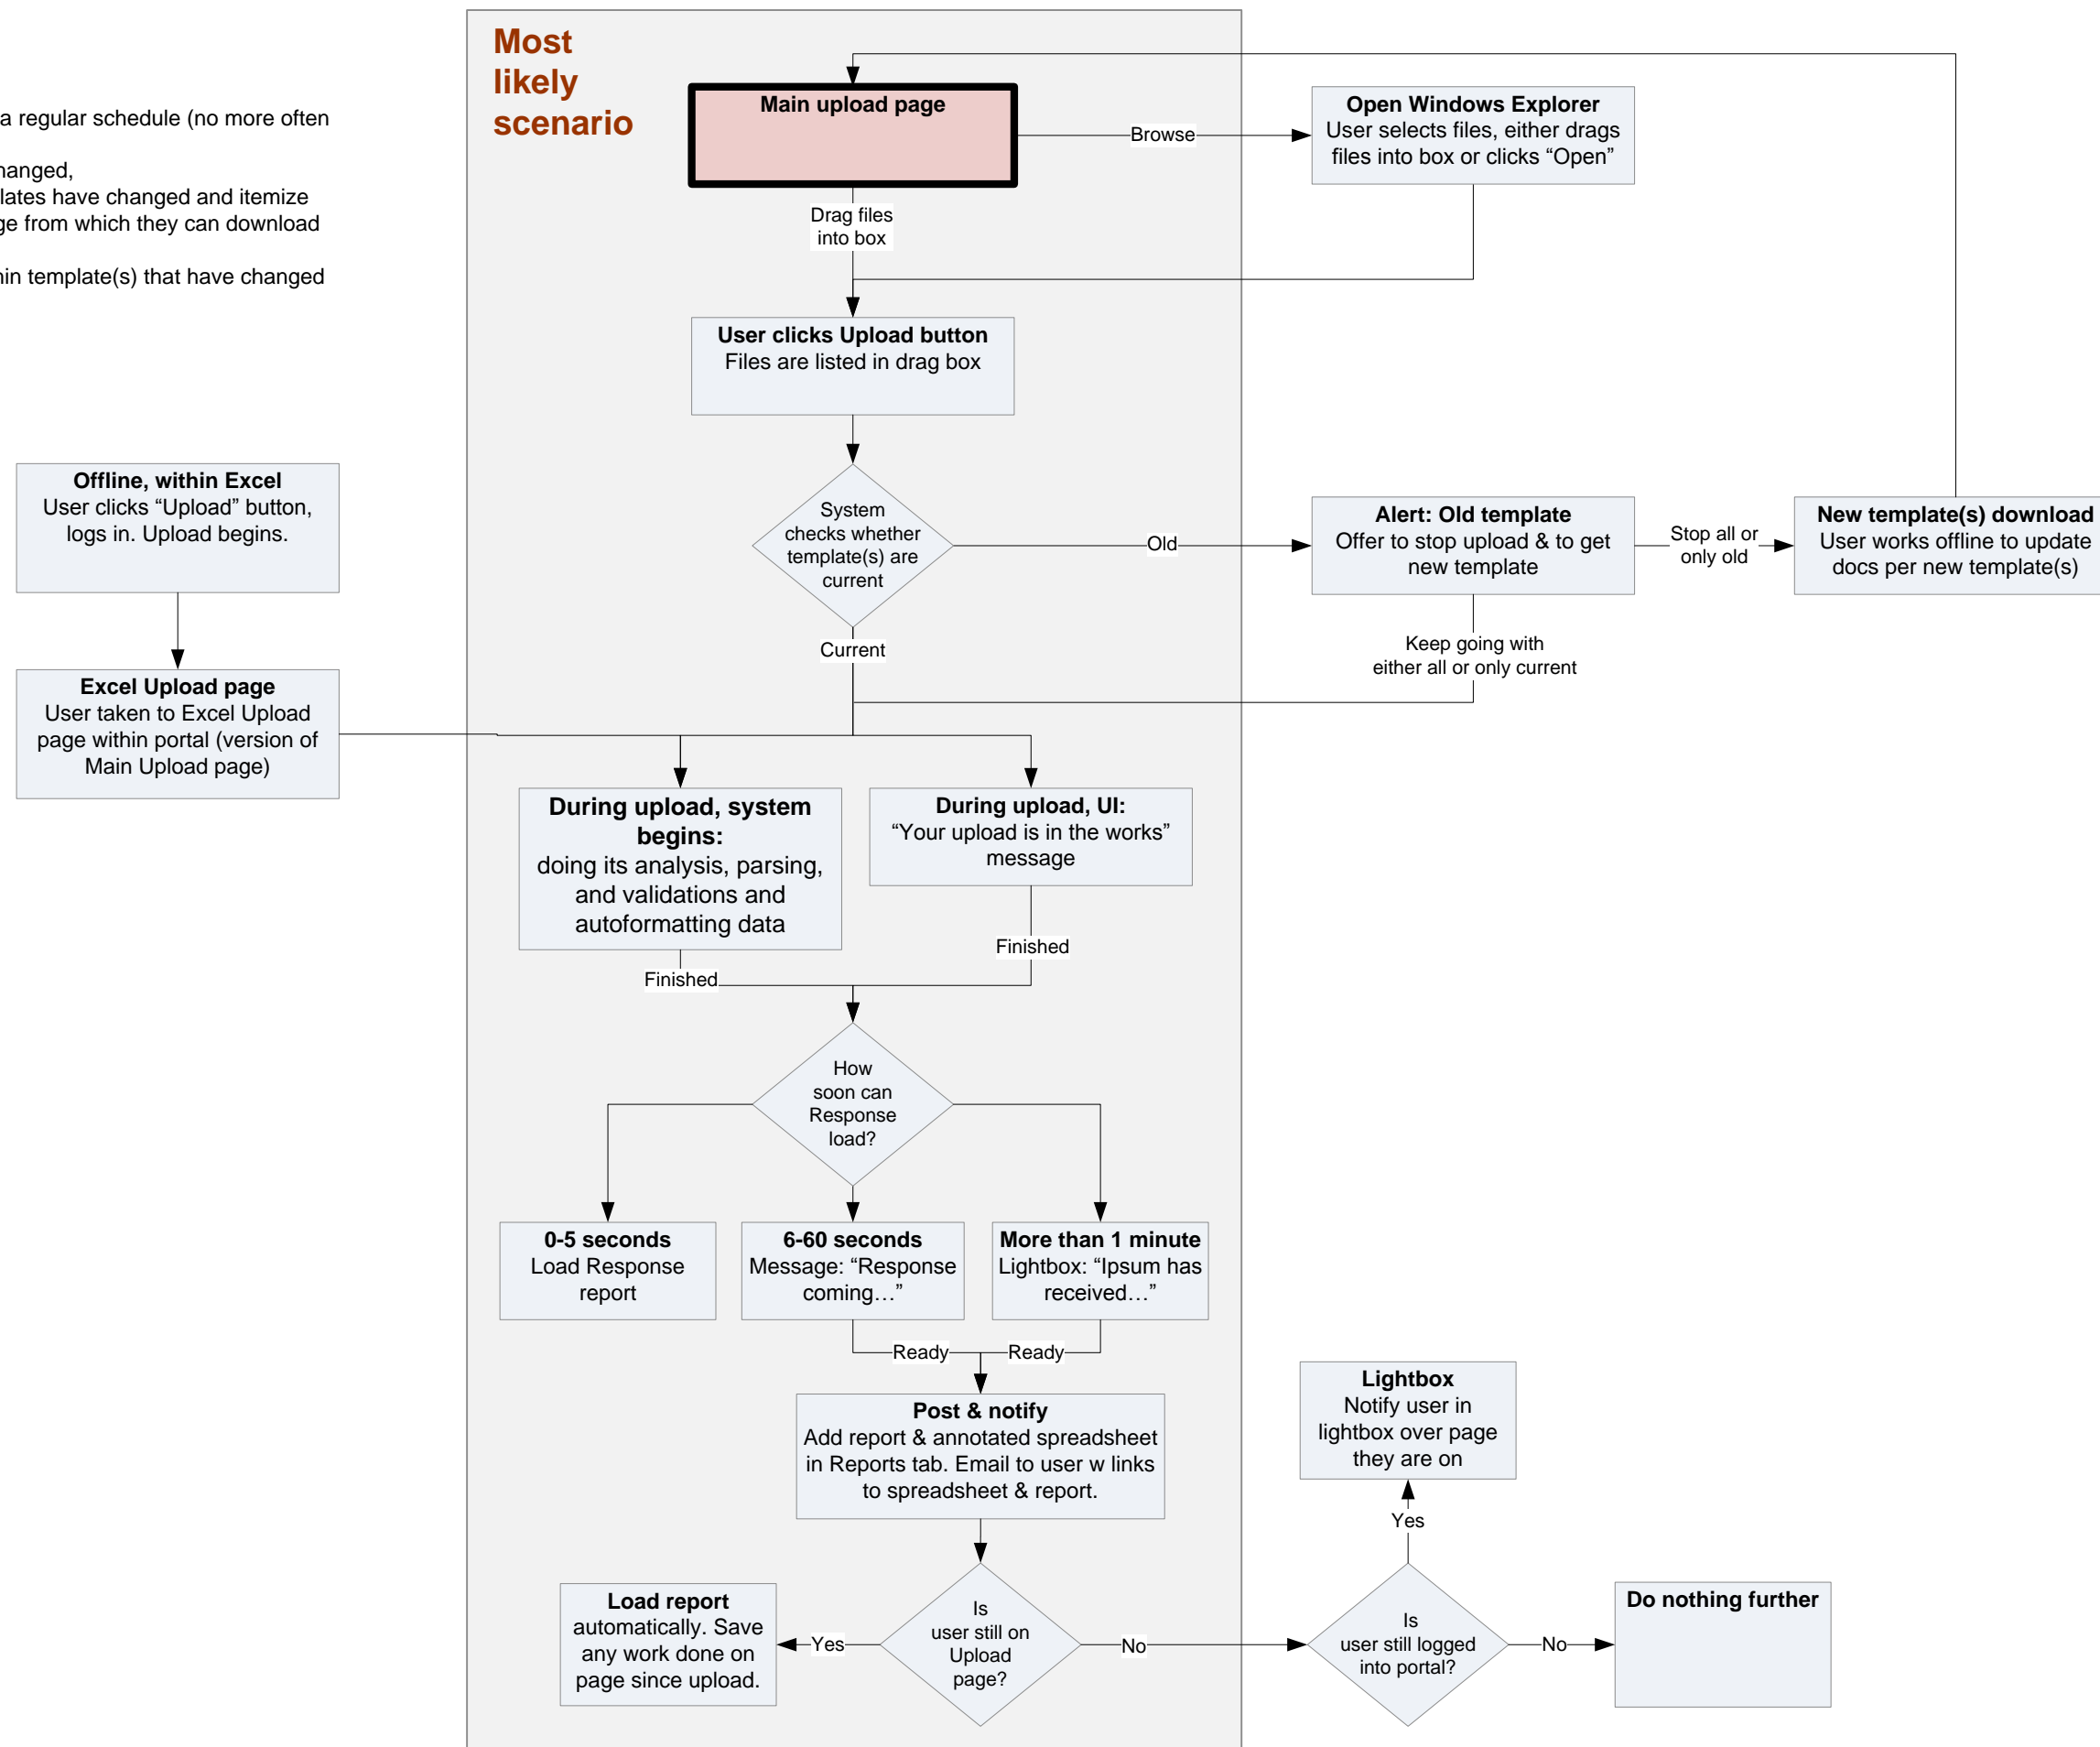 a regular schedule (no more often
hanged,
lates have changed and itemize
ge from which they can download
hin template(s) that have changed
Most
likely
scenario
Main upload page
Browse
Open Windows Explorer
User selects files, either drags
files into box or clicks “Open”
Drag files
into box
User clicks Upload button
Files are listed in drag box
Offline, within Excel
User clicks “Upload” button,
logs in. Upload begins.
System
checks whether
template(s) are
current
Old
Alert: Old template
Offer to stop upload & to get
new template
Stop all or
only old
New template(s) download
User works offline to update
docs per new template(s)
Current
Keep going with
either all or only current
Excel Upload page
User taken to Excel Upload
page within portal (version of
Main Upload page)
During upload, system
begins:
doing its analysis, parsing,
and validations and
autoformatting data
During upload, UI:
“Your upload is in the works”
message
Finished
Finished
How
soon can
Response
load?
0-5 seconds
Load Response
report
6-60 seconds
Message: “Response
coming…”
More than 1 minute
Lightbox: “Ipsum has
received…”
Ready
Ready
Post & notify
Add report & annotated spreadsheet
in Reports tab. Email to user w links
to spreadsheet & report.
Lightbox
Notify user in
lightbox over page
they are on
Yes
Load report
automatically. Save
any work done on
page since upload.
Yes
Is
user still on
Upload
page?
No
Is
user still logged
into portal?
No
Do nothing further